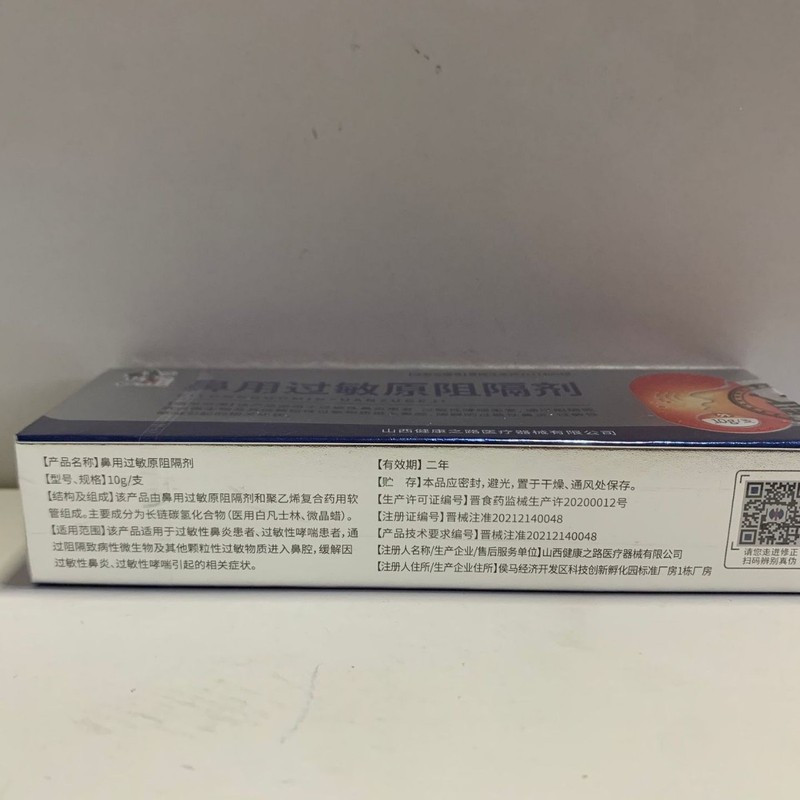 鼻用过敏原阻隔剂
10g/支
山西健康之路医疗器械有限公司
【产品名称】鼻用过敏原阻隔剂
【型号、规格】10g/支
【结构及组成】该产品由鼻用过敏原阻隔剂和聚乙烯复合药用软
管组成。主要成分为长链碳氢化合物（医用白凡士林、微晶蜡）。
【适用范围】该产品适用于过敏性鼻炎患者、过敏性哮喘患者，通
过阻隔致病性微生物及其他颗粒性过敏物质进入鼻腔，缓解因
过敏性鼻炎、过敏性哮喘引起的相关症状。
【有效期】二年
【贮　存】本品应密封，避光，置于干燥、通风处保存。
【生产许可证编号】晋食药监械生产许20200012号
【注册证编号】晋械注准20212140048
【产品技术要求编号】晋械注准20212140048
【注册人名称/生产企业/售后服务单位】山西健康之路医疗器械有限公司
【注册人住所/生产企业住所】侯马经济开发区科技创新孵化园标准厂房1栋厂房
请您走进修正
扫码辨别真伪